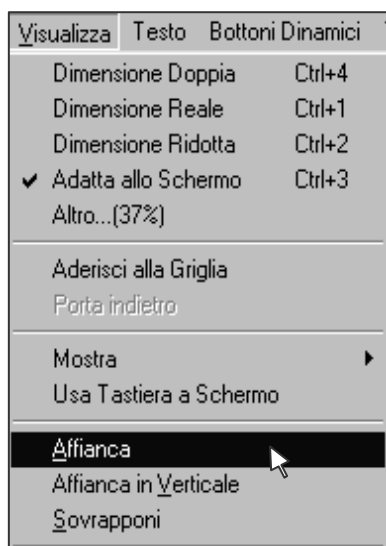 Visualizza Testo Bottoni Dinamici
Dimensione Doppia Ctrl+4
Dimensione Reale Ctrl+1
Dimensione Ridotta Ctrl+2
✔ Adatta allo Schermo Ctrl+3
Altro...(37%)
Aderisci alla Griglia
Porta indietro
Mostra
Usa Tastiera a Schermo
Affianca
Affianca in Verticale
Sovrapponi